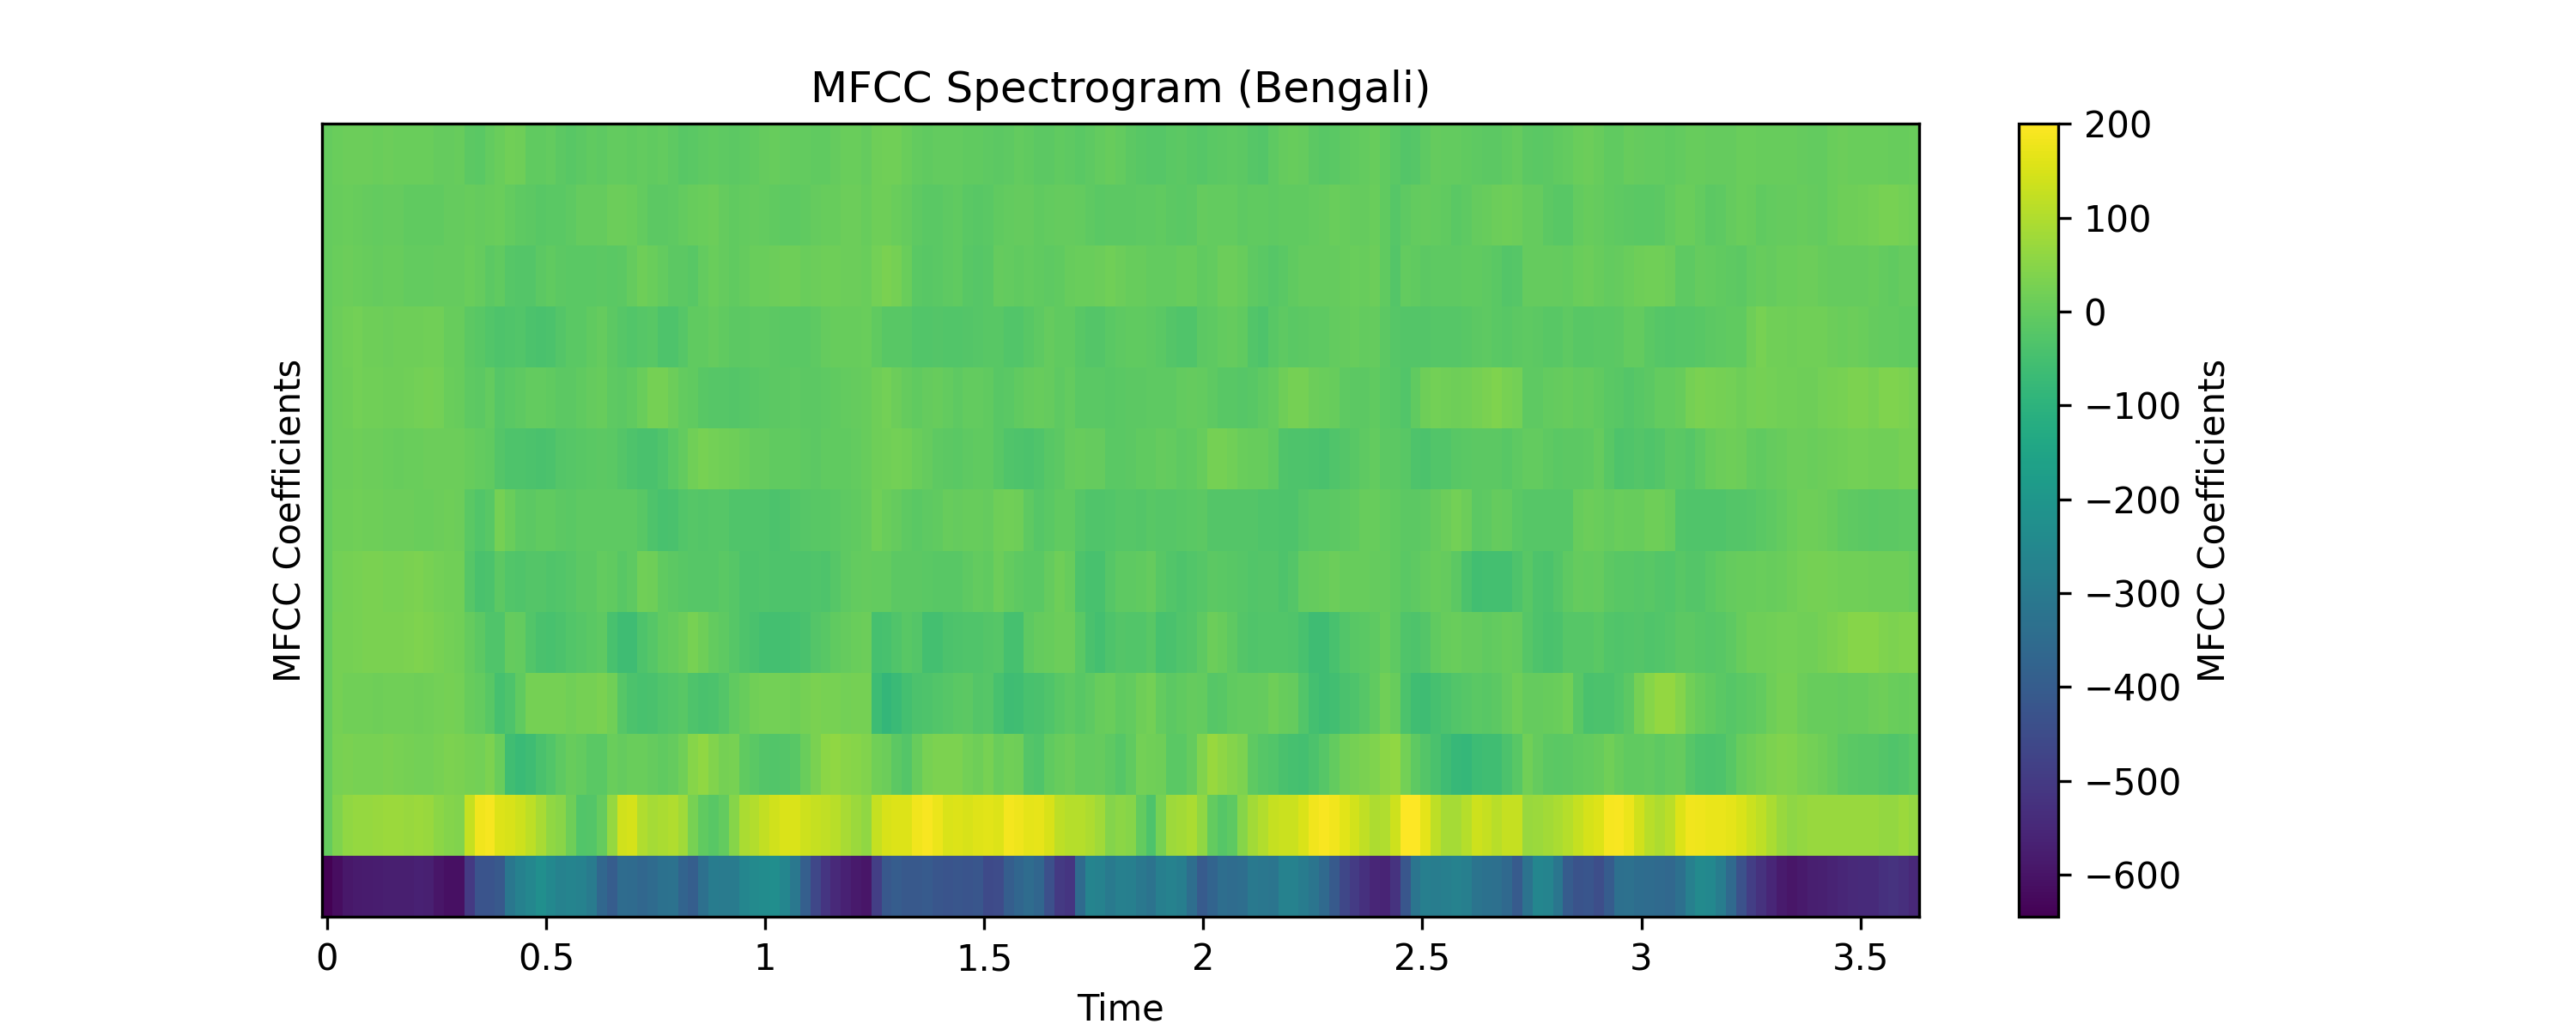 MFCC Spectrogram (Bengali)
MFCC Coefficients
0 0.5 1 1.5 2 2.5 3 3.5
Time
200
100
0
−100
−200
−300
−400
−500
−600
MFCC Coefficients